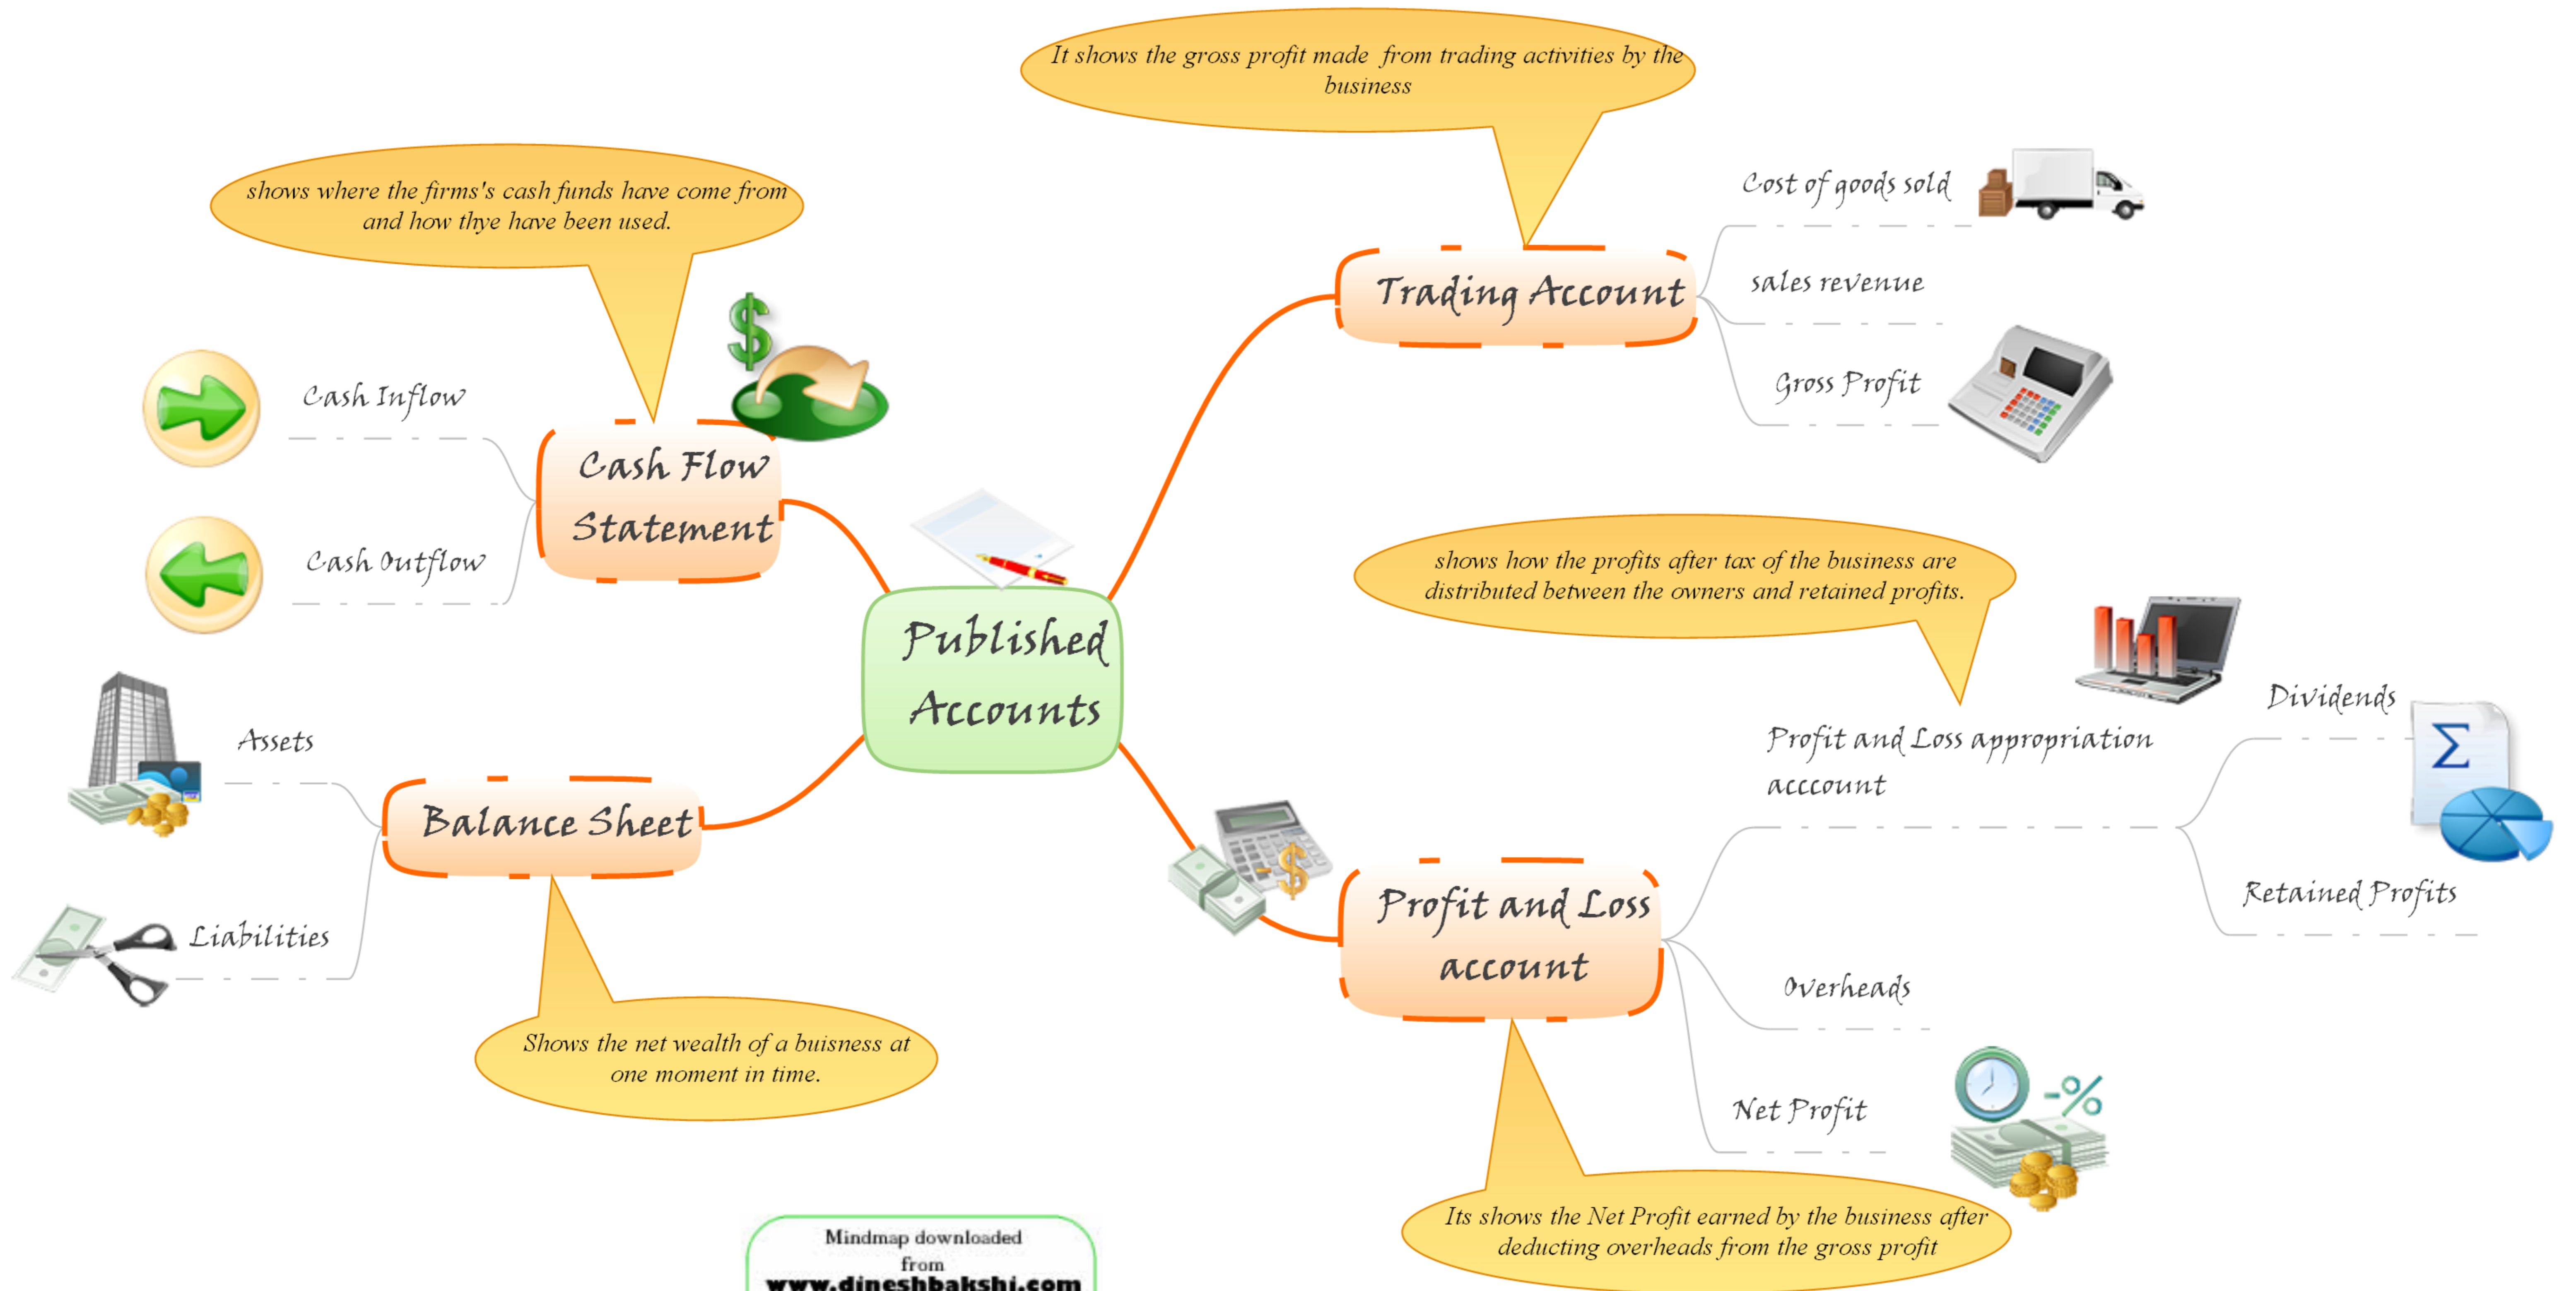 It shows the gross profit made from trading activities by the
business
shows where the firms's cash funds have come from
and how thye have been used.
Cost of goods sold
Trading Account
sales revenue
Gross Profit
Cash Inflow
Cash Flow
Statement
Cash Outflow
shows how the profits after tax of the business are
distributed between the owners and retained profits.
Published
Accounts
Dividends
Σ
Profit and Loss appropriation
acccount
Assets
Balance Sheet
Retained Profits
Profit and Loss
account
Liabilities
Overheads
Shows the net wealth of a buisness at
one moment in time.
-%
Net Profit
Its shows the Net Profit earned by the business after
deducting overheads from the gross profit
Mindmap downloaded
from
www.dineshbakshi.com